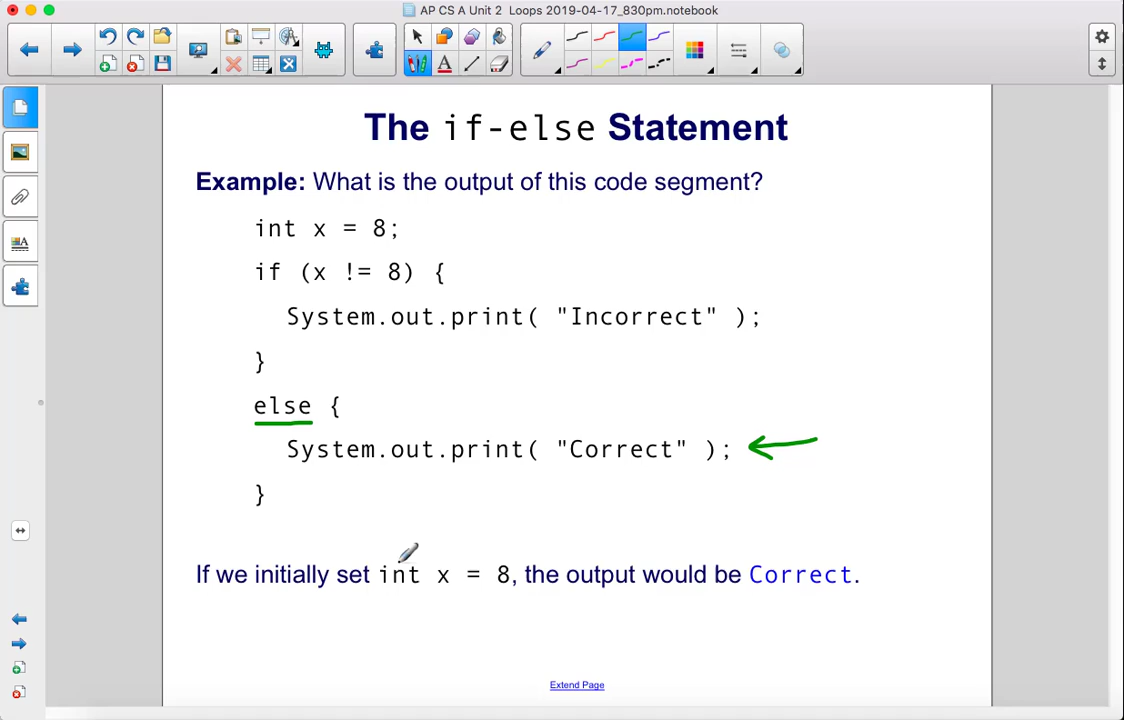 AP CS A Unit 2 Loops 2019-04-17_830pm.notebook
The if-else Statement
Example: What is the output of this code segment?
int x = 8;
if (x != 8) {
System.out.print( "Incorrect" );
}
else {
System.out.print( "Correct" );
}
If we initially set int x = 8, the output would be Correct.
Extend Page